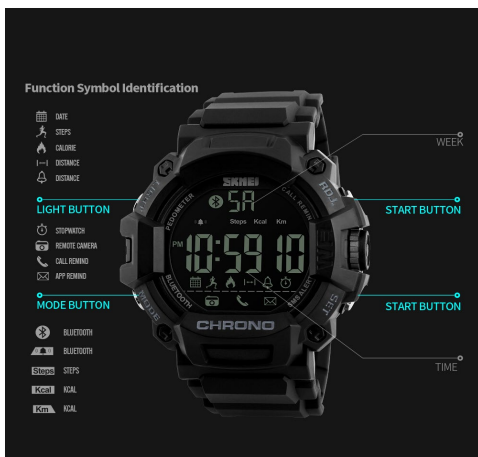 Function Symbol Identification
DATE
STEPS
CALORIE
DISTANCE
DISTANCE
LIGHT BUTTON
STOPWATCH
REMOTE CAMERA
CALL REMIND
APP REMIND
MODE BUTTON
BLUETOOTH
BLUETOOTH
Steps STEPS
Kcal KCAL
Km KCAL
SKMEI
PEDOMETER
CALL REMIN
SA
Steps Kcal Km
PM 10:59 10
BLUETOOTH
CHRONO
MODE
SET
WEEK
START BUTTON
START BUTTON
TIME